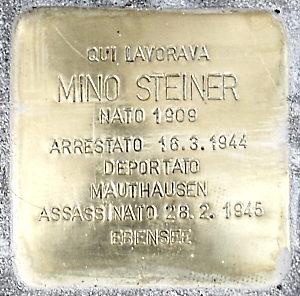 QUI LAVORAVA
MINO STEINER
NATO 1909
ARRESTATO 16.3.1944
DEPORTATO
MAUTHAUSEN
ASSASSINATO 28.2.1945
EBENSEE